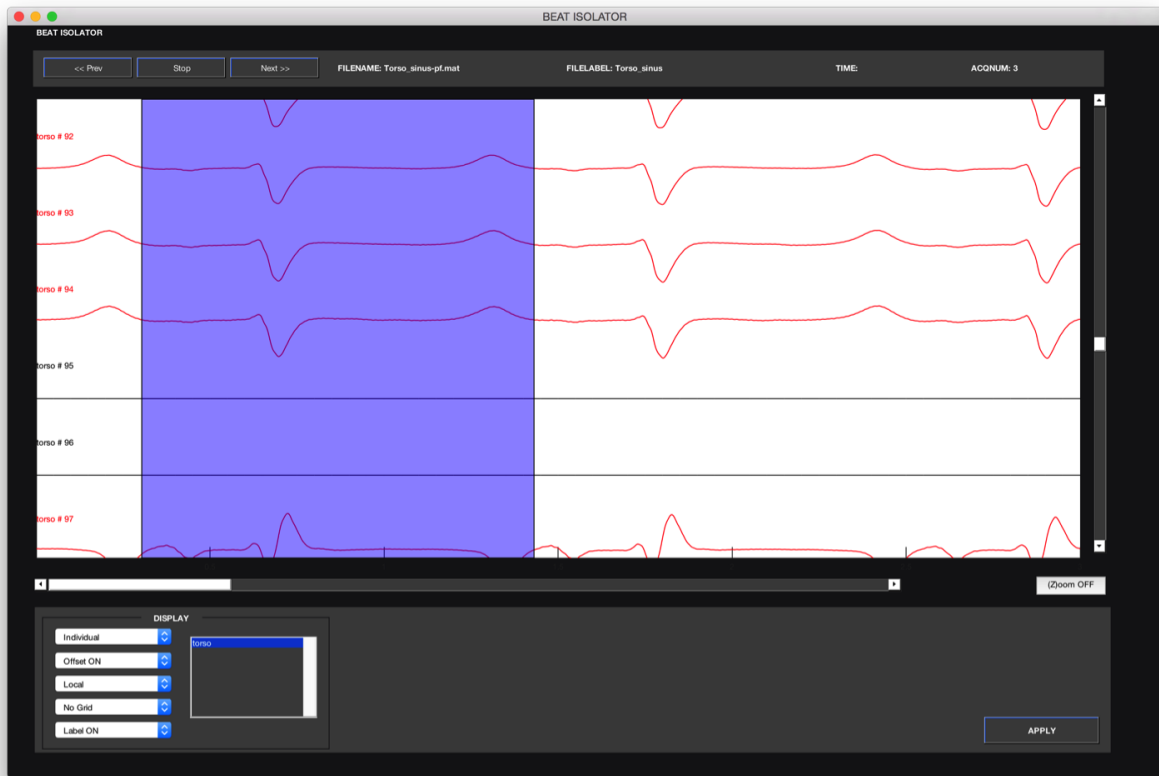 BEAT ISOLATOR
BEAT ISOLATOR
<< Prev
Stop
Next >>
FILENAME: Torso_sinus-pf.mat
FILELABEL: Torso_sinus
TIME:
ACQNUM: 3
torso # 92
torso # 93
torso # 94
torso # 95
torso # 96
torso # 97
(Z)oom OFF
DISPLAY
Individual
torso
Offset ON
Local
No Grid
Label ON
APPLY